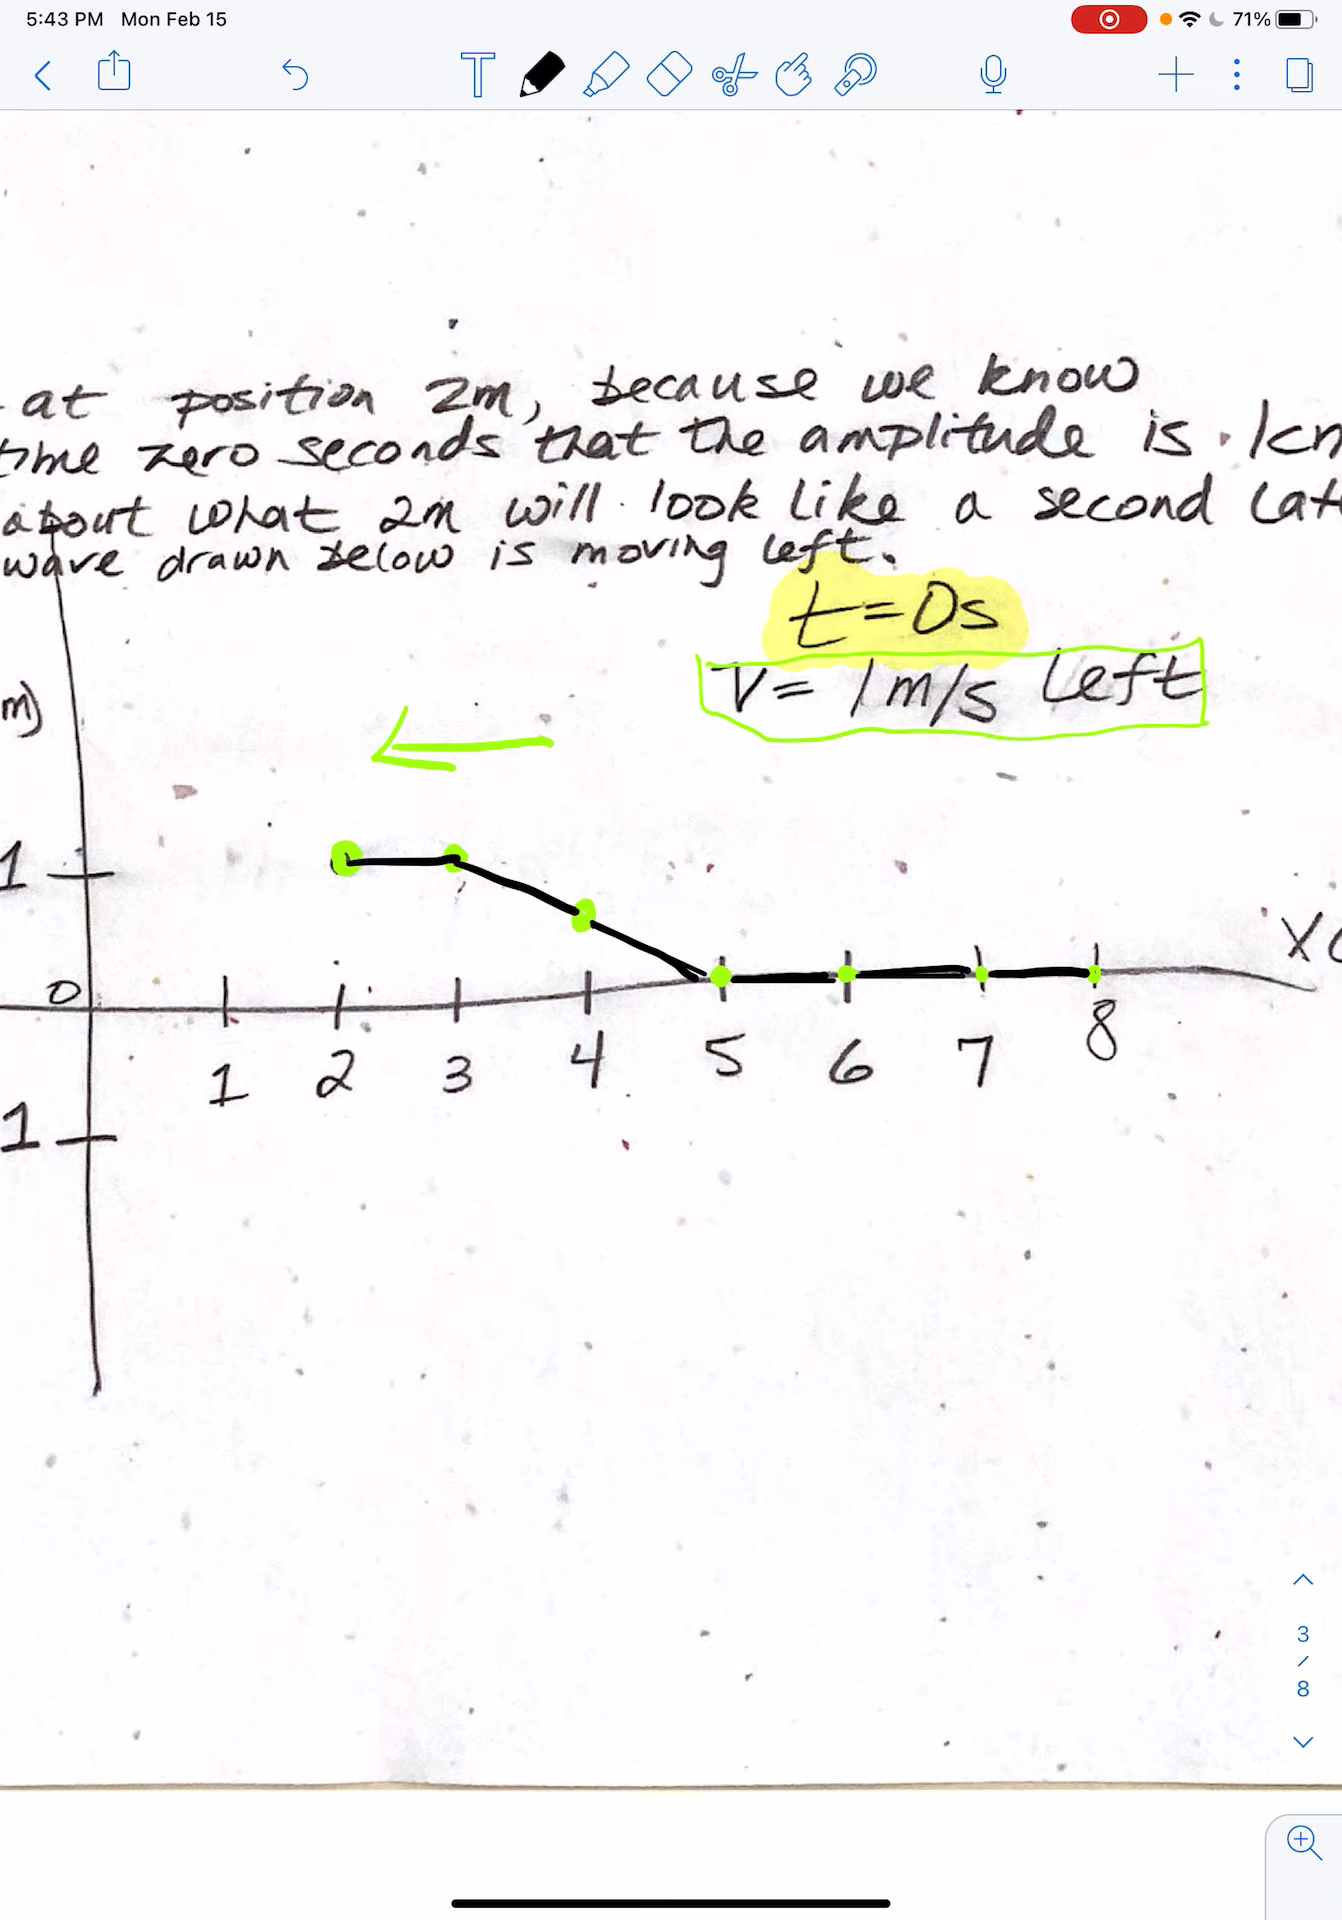 5:43 PM Mon Feb 15
71%
T
at position 2m, because we know
time zero seconds that the amplitude is 1cm
about what 2m will look like a second late
wave drawn below is moving left.
t=0s
V= 1m/s Left
m)
1
X(
0
1 2 3 4 5 6 7 8
1
3
/
8